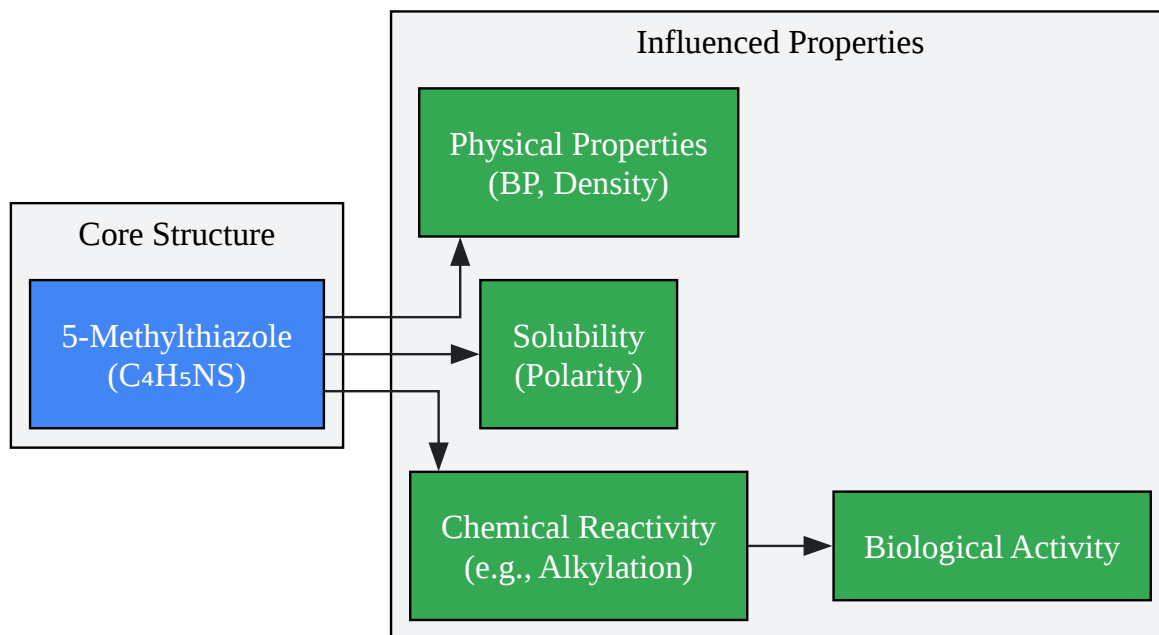 Influenced Properties
Physical Properties
(BP, Density)
Core Structure
5-Methylthiazole
(C₄H₅NS)
Solubility
(Polarity)
Chemical Reactivity
(e.g., Alkylation)
Biological Activity